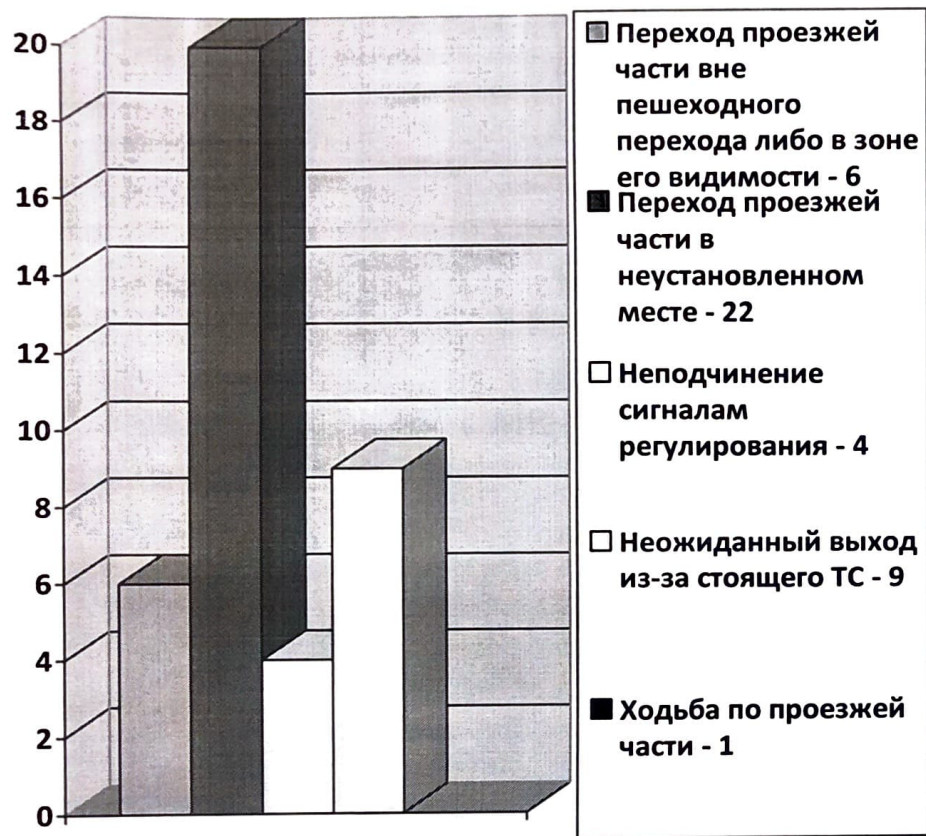 20
18
16
14
12
10
8
6
4
2
0
Переход проезжей
части вне
пешеходного
перехода либо в зоне
его видимости - 6
Переход проезжей
части в
неустановленном
месте - 22
Неподчинение
сигналам
регулирования - 4
Неожиданный выход
из-за стоящего ТС - 9
Ходьба по проезжей
части - 1